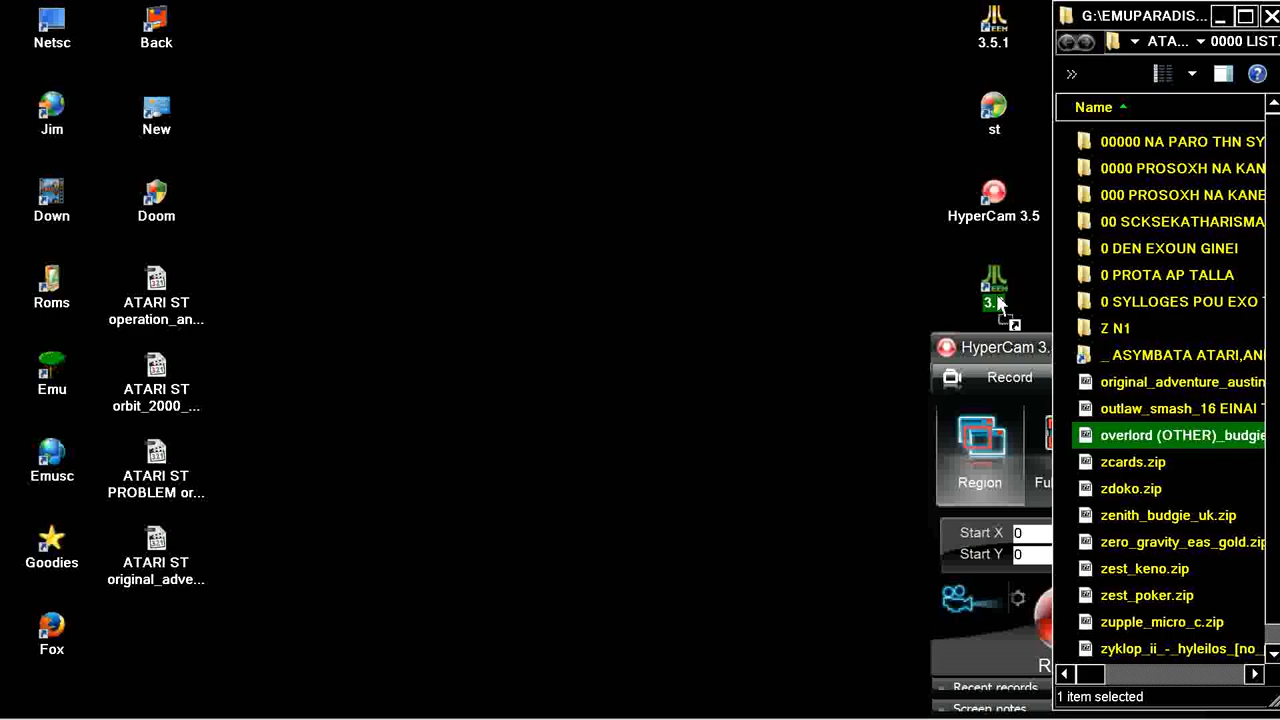 Netsc
Back
Jim
New
Down
Doom
Roms
ATARI ST
operation_an...
Emu
ATARI ST
orbit_2000_...
Emusc
ATARI ST
PROBLEM or...
Goodies
ATARI ST
original_adve...
Fox
3.5.1
st
HyperCam 3.5
HyperCam 3.
Record
Region
Start X 0
Start Y 0
Recent records
Screen notes
G:\EMUPARADIS...
ATA... 0000 LIST.
»
Name
00000 NA PARO THN SY
0000 PROSOXH NA KAN
000 PROSOXH NA KANE
00 SCKSEKATHARISMA
0 DEN EXOUN GINEI
0 PROTA AP TALLA
0 SYLLOGES POU EXO
Z N1
_ ASYMBATA ATARI,AN
original_adventure_austin
outlaw_smash_16 EINAI
overlord (OTHER)_budgie
zcards.zip
zdoko.zip
zenith_budgie_uk.zip
zero_gravity_eas_gold.zip
zest_keno.zip
zest_poker.zip
zupple_micro_c.zip
zyklop_ii_-_hyleilos_[no_
1 item selected